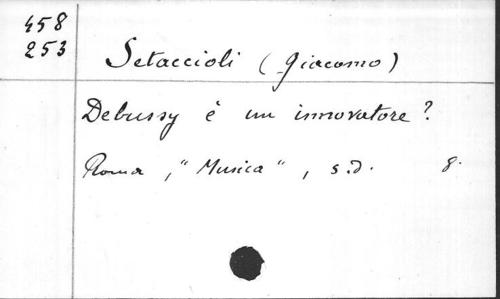 458
253
Setaccioli (Giacomo)
Debussy è un innovatore?
Roma, "Musica", s.d. 8.